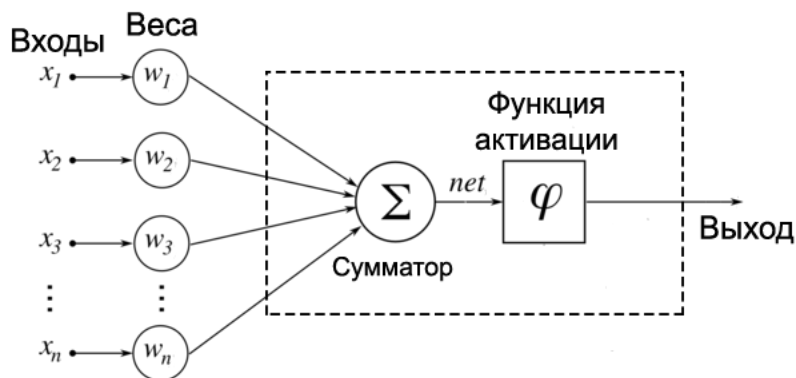 Входы
Веса
x1
w1
Функция
активации
x2
w2
Σ
net
φ
x3
w3
Сумматор
Выход
⋮
⋮
xn
wn